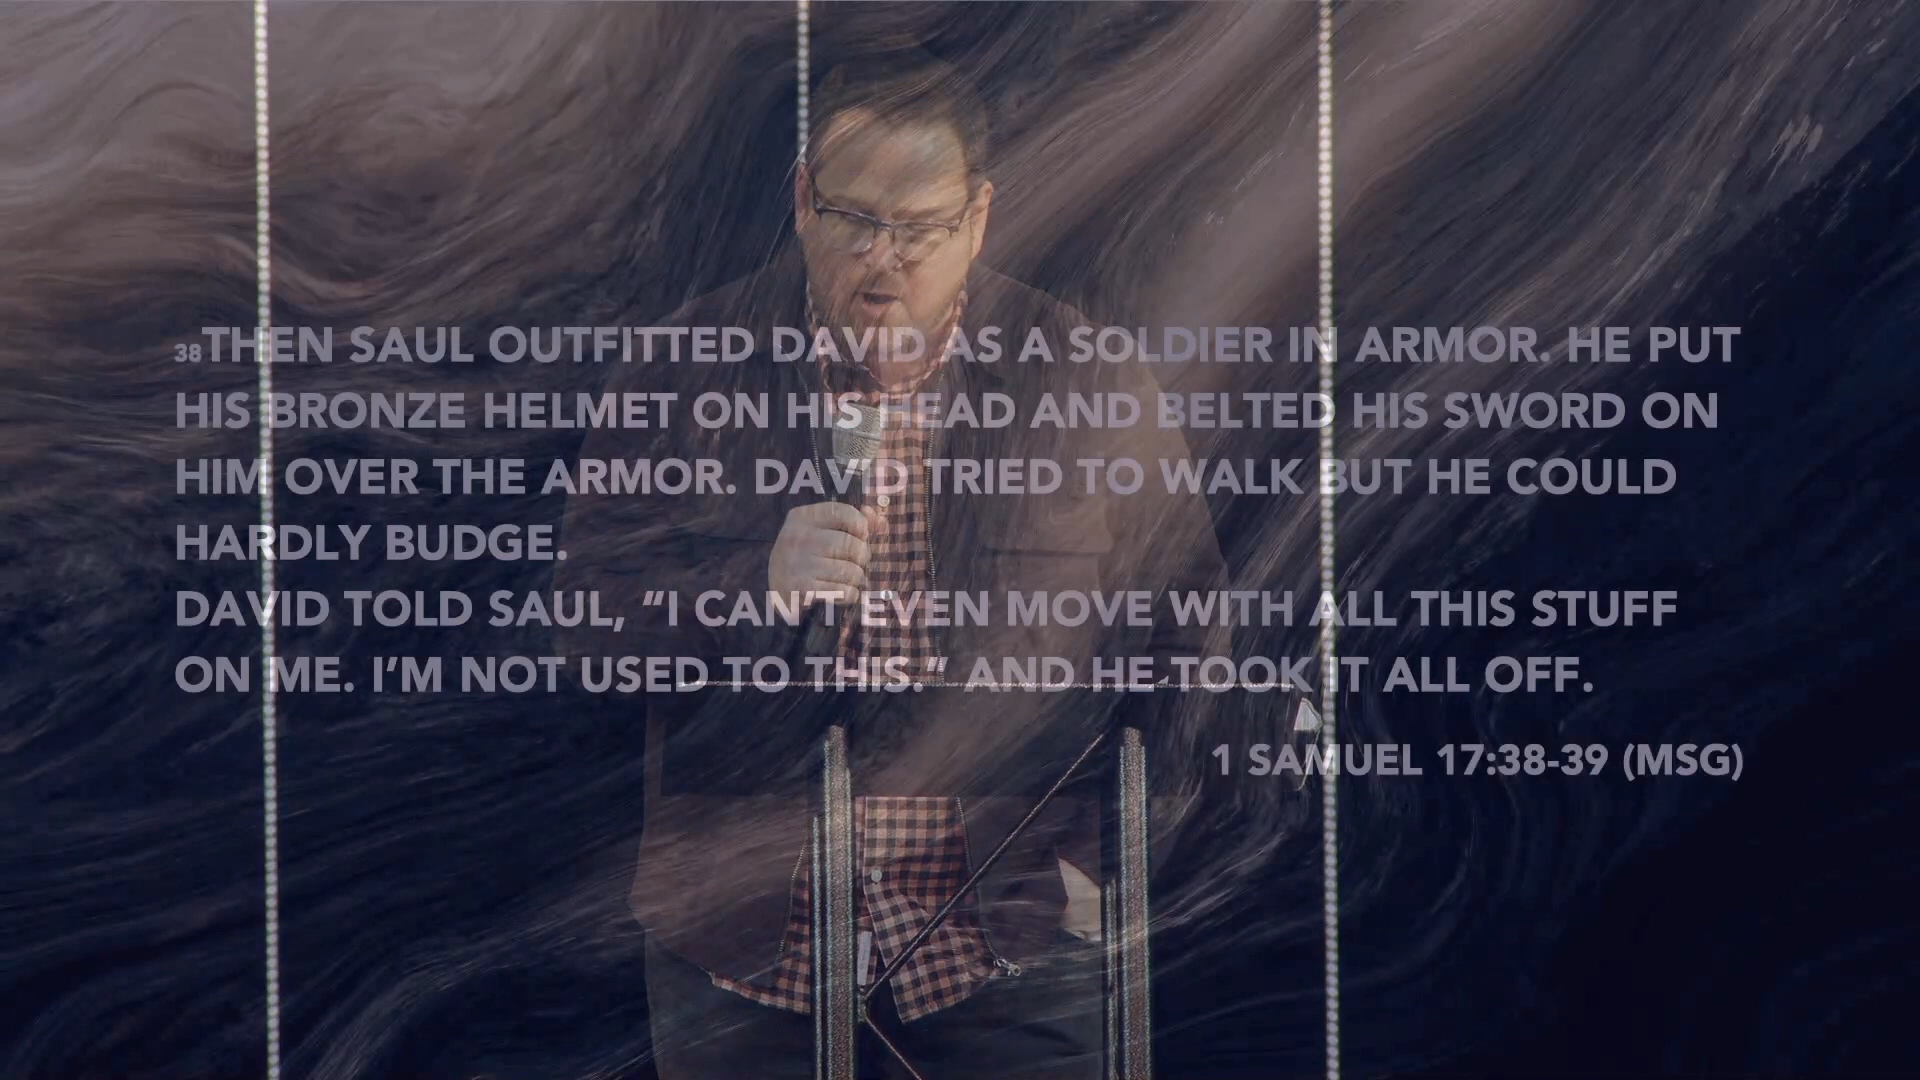 38THEN SAUL OUTFITTED DAVID AS A SOLDIER IN ARMOR. HE PUT
HIS BRONZE HELMET ON HIS HEAD AND BELTED HIS SWORD ON
HIM OVER THE ARMOR. DAVID TRIED TO WALK BUT HE COULD
HARDLY BUDGE.
DAVID TOLD SAUL, “I CAN’T EVEN MOVE WITH ALL THIS STUFF
ON ME. I’M NOT USED TO THIS.” AND HE TOOK IT ALL OFF.
1 SAMUEL 17:38-39 (MSG)